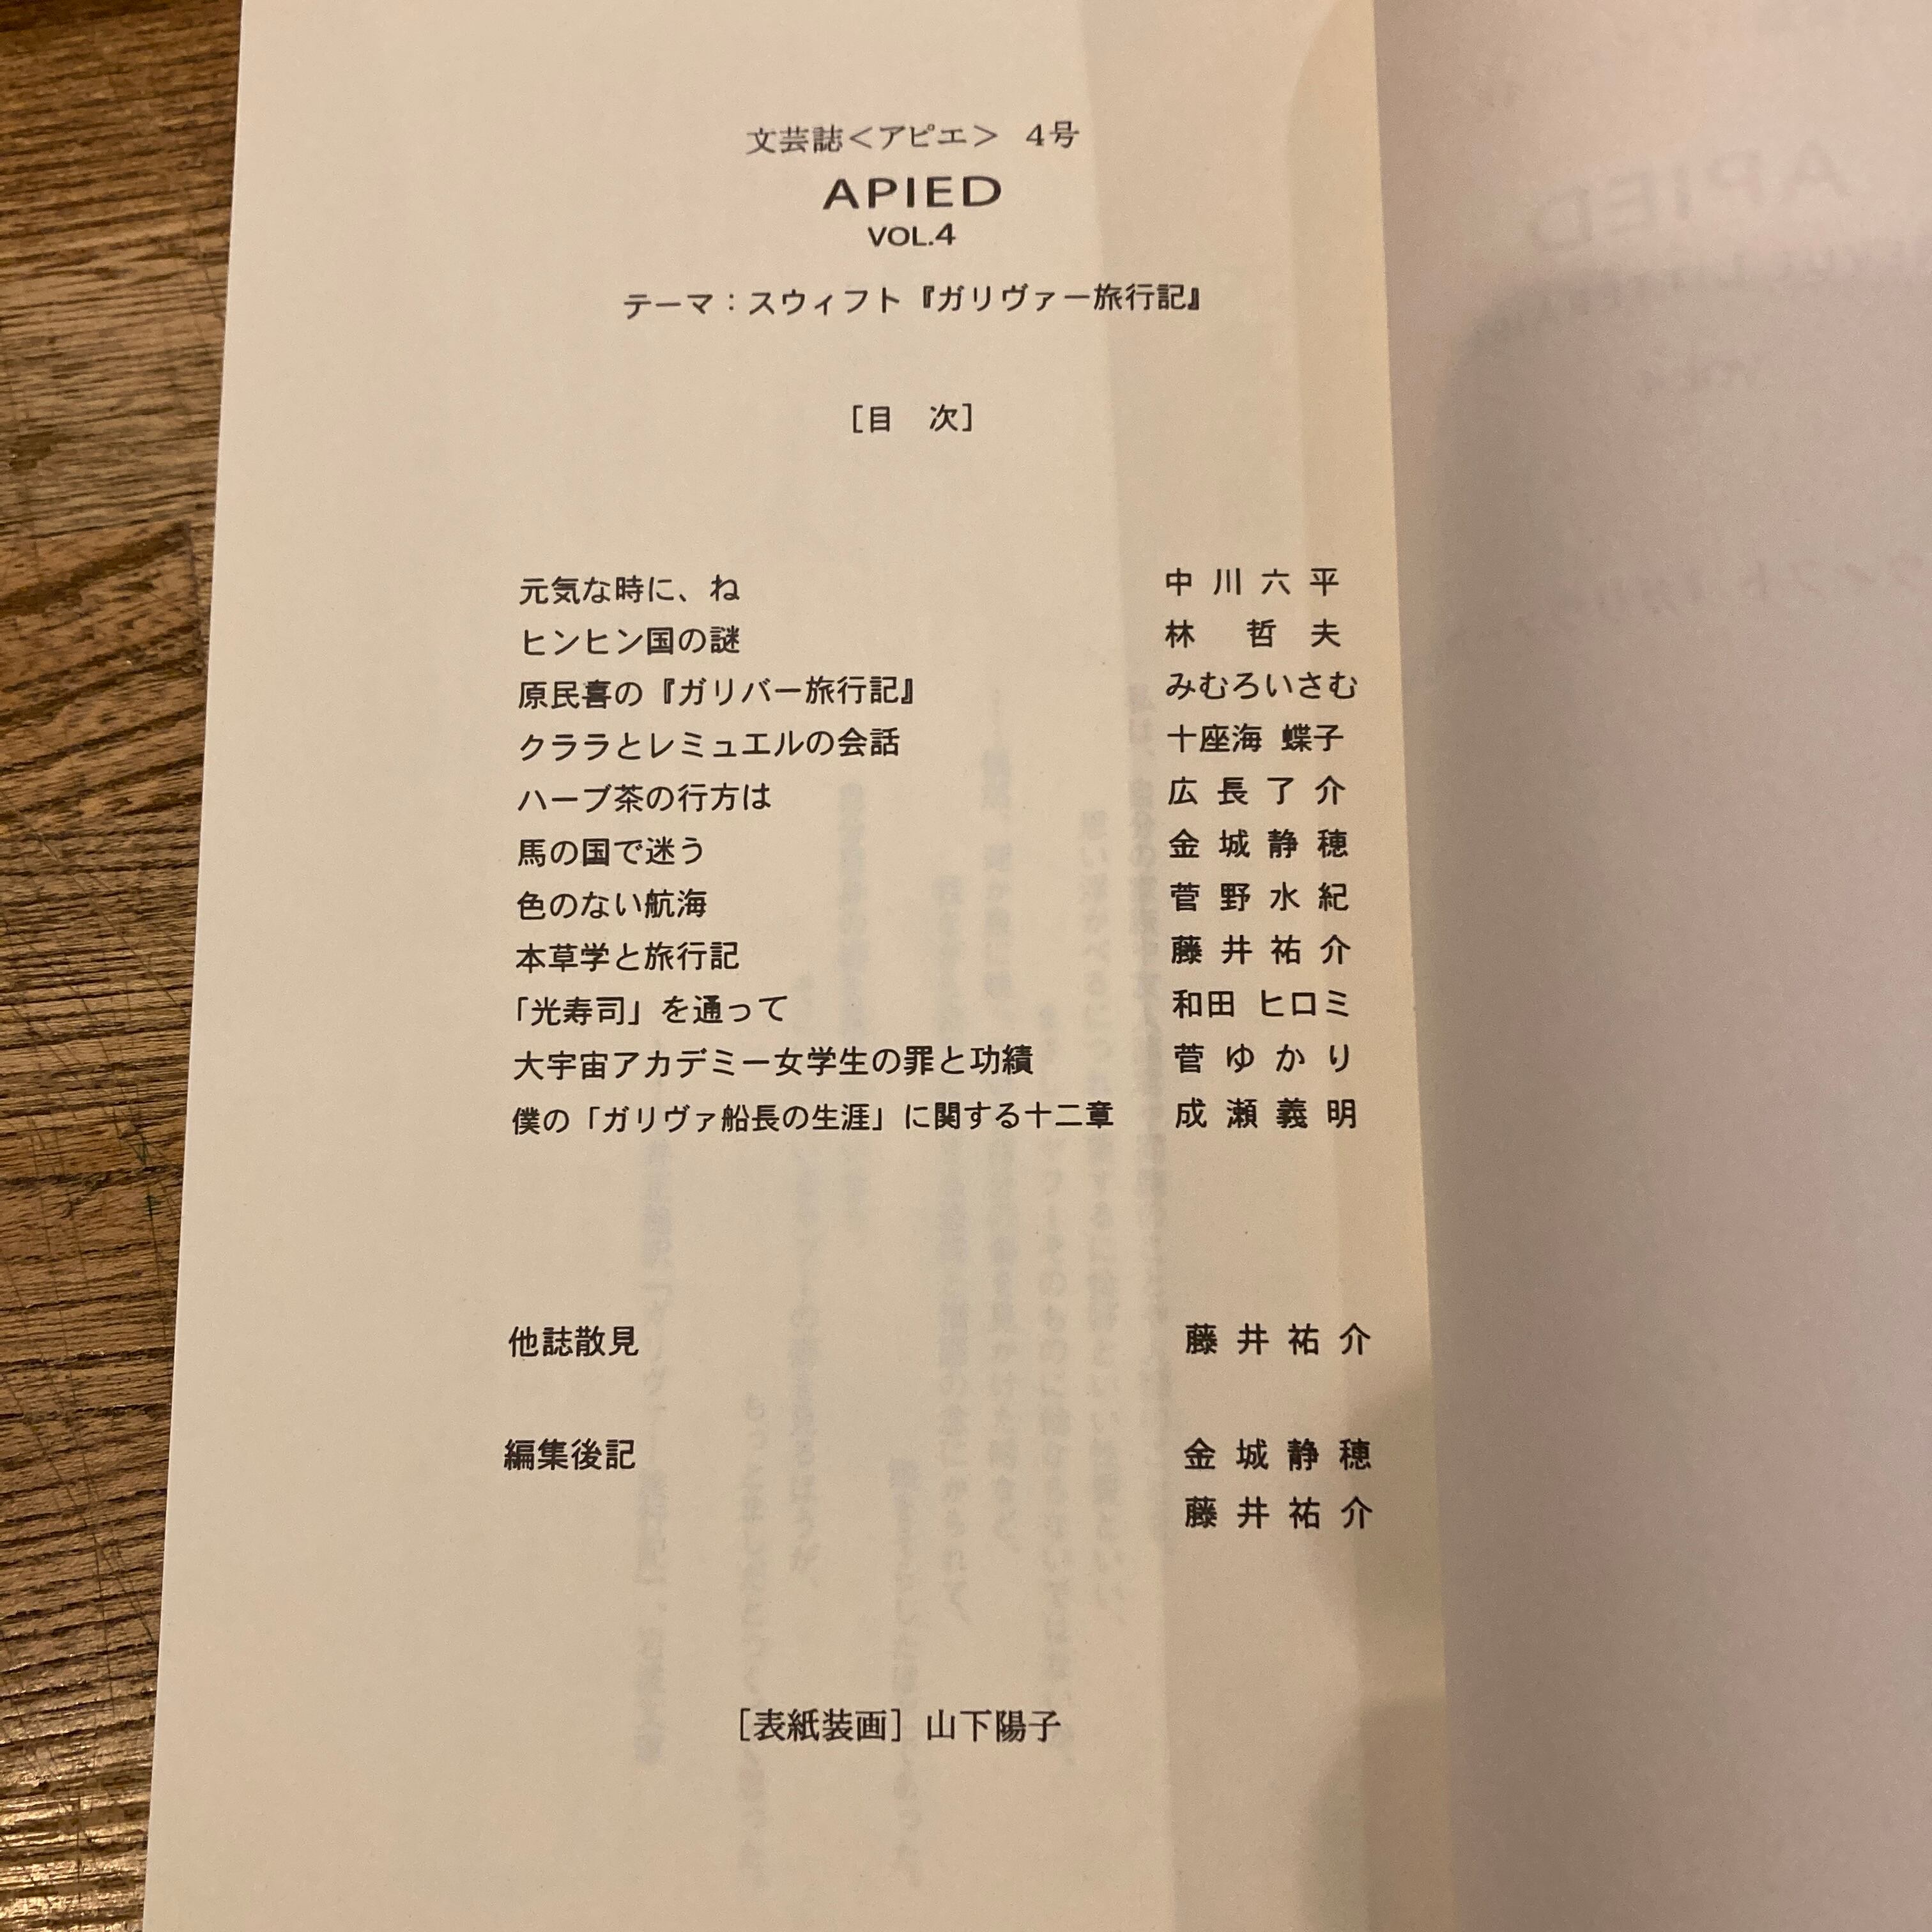 文芸誌＜アピエ＞ 4号
APIED
VOL.4
テーマ：スウィフト『ガリヴァー旅行記』
［目　次］
元気な時に、ね　中川六平
ヒンヒン国の謎　林　哲夫
原民喜の『ガリバー旅行記』　みむろいさむ
クララとレミュエルの会話　十座海 蝶子
ハーブ茶の行方は　広長了介
馬の国で迷う　金城静穂
色のない航海　菅野水紀
本草学と旅行記　藤井祐介
「光寿司」を通って　和田 ヒロミ
大宇宙アカデミー女学生の罪と功績　菅ゆかり
僕の「ガリヴァ船長の生涯」に関する十二章　成瀬義明
他誌散見　藤井祐介
編集後記　金城静穂
藤井祐介
［表紙装画］山下陽子